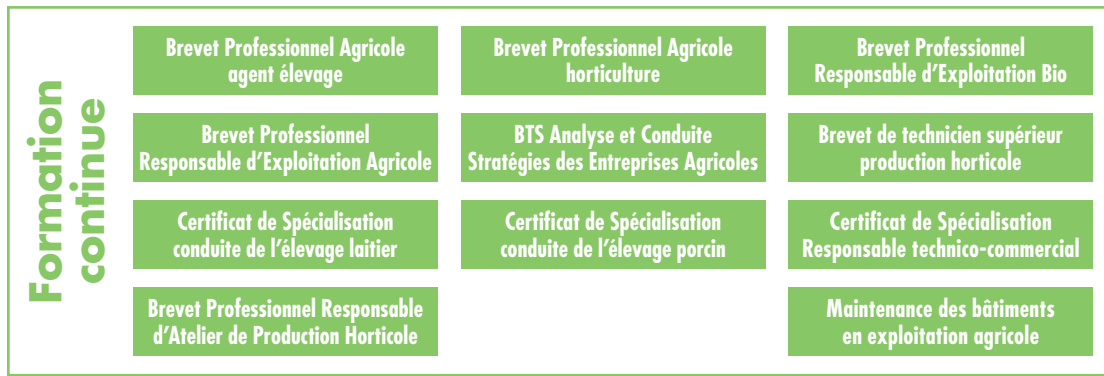 Formation
continue
Brevet Professionnel Agricole
agent élevage
Brevet Professionnel Agricole
horticulture
Brevet Professionnel
Responsable d'Exploitation Bio
Brevet Professionnel
Responsable d'Exploitation Agricole
BTS Analyse et Conduite
Stratégies des Entreprises Agricoles
Brevet de technicien supérieur
production horticole
Certificat de Spécialisation
conduite de l'élevage laitier
Certificat de Spécialisation
conduite de l'élevage porcin
Certificat de Spécialisation
Responsable technico-commercial
Brevet Professionnel Responsable
d'Atelier de Production Horticole
Maintenance des bâtiments
en exploitation agricole